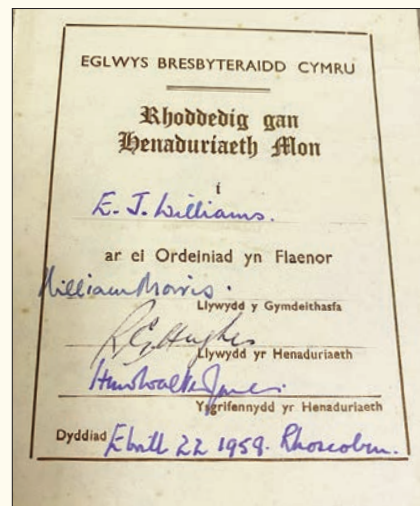 EGLWYS BRESBYTERAIDD CYMRU
Rhoddedig gan
Henaduriaeth Mon
i
E. J. Williams.
ar ei Ordeiniad yn Flaenor
William Morris.
Llywydd y Gymdeithasfa
R. G. Hughes
Llywydd yr Henaduriaeth
Jones.
Ysgrifennydd yr Henaduriaeth
Dyddiad Ebrill 22 1959. Rhoscolyn.